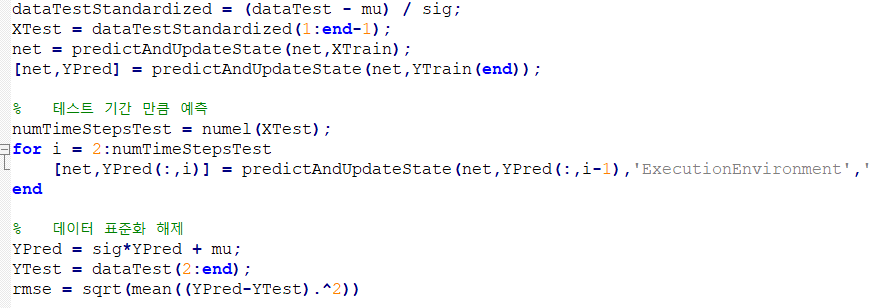 dataTestStandardized = (dataTest - mu) / sig;
XTest = dataTestStandardized(1:end-1);
net = predictAndUpdateState(net,XTrain);
[net,YPred] = predictAndUpdateState(net,YTrain(end));
% 테스트 기간 만큼 예측
numTimeStepsTest = numel(XTest);
for i = 2:numTimeStepsTest
[net,YPred(:,i)] = predictAndUpdateState(net,YPred(:,i-1),'ExecutionEnvironment','
end
% 데이터 표준화 해제
YPred = sig*YPred + mu;
YTest = dataTest(2:end);
rmse = sqrt(mean((YPred-YTest).^2))